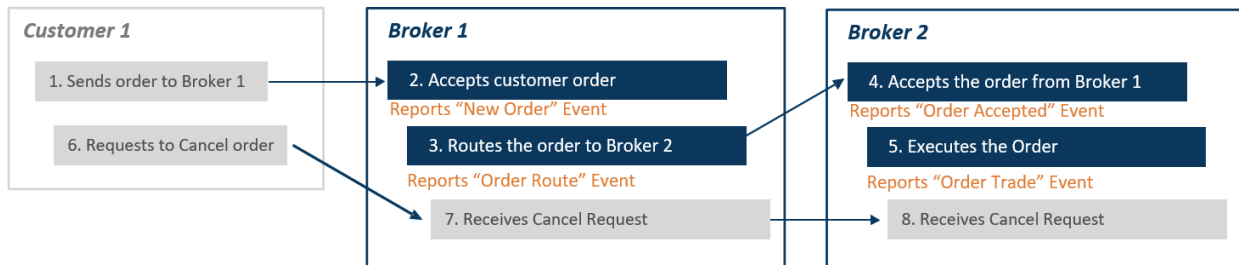 Customer 1
1. Sends order to Broker 1
6. Requests to Cancel order
Broker 1
2. Accepts customer order
Reports “New Order” Event
3. Routes the order to Broker 2
Reports “Order Route” Event
7. Receives Cancel Request
Broker 2
4. Accepts the order from Broker 1
Reports “Order Accepted” Event
5. Executes the Order
Reports “Order Trade” Event
8. Receives Cancel Request